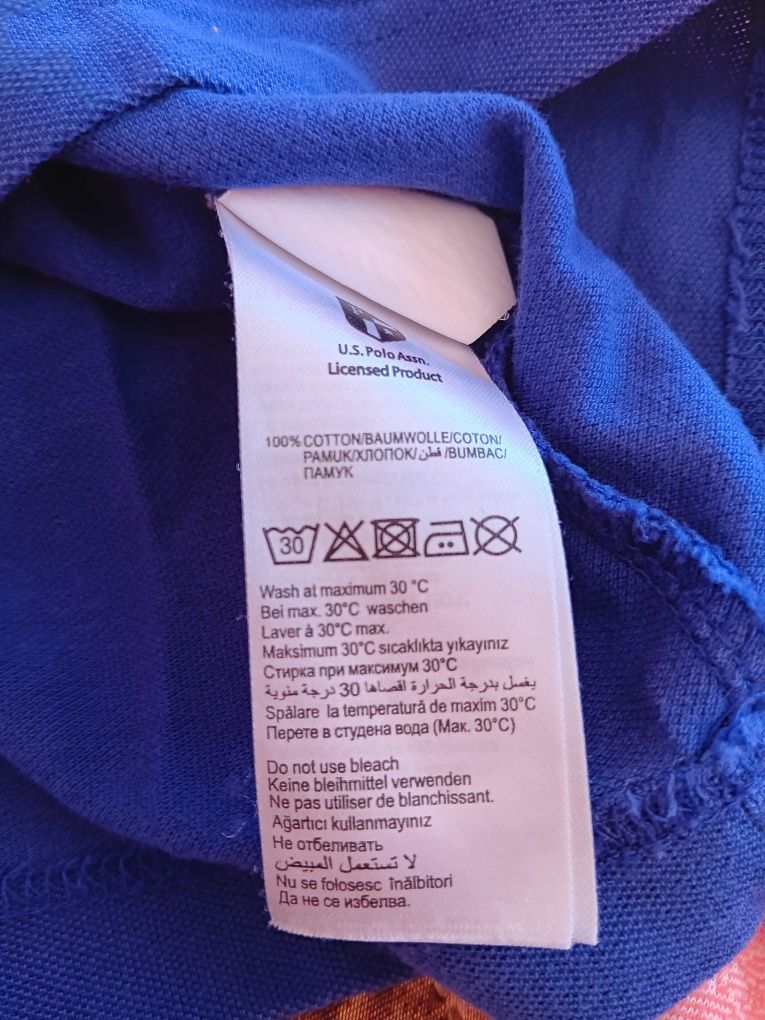 U.S. Polo Assn.
Licensed Product
100% COTTON/BAUMWOLLE/COTON/
PAMUK/ХЛОПОК/قطن/BUMBAC/
ПАМУК
30
Wash at maximum 30 °C
Bei max. 30°C waschen
Laver à 30°C max.
Maksimum 30°C sıcaklıkta yıkayınız
Стирка при максимум 30°C
يغسل بدرجة الحرارة اقصاها 30 درجة مئوية
Spălare la temperatură de maxim 30°C
Перете в студена вода (Мак. 30°C)
Do not use bleach
Keine bleihmittel verwenden
Ne pas utiliser de blanchissant.
Ağartıcı kullanmayınız
Не отбеливать
لا تستعمل المبيض
Nu se folosesc înălbitori
Да не се избелва.